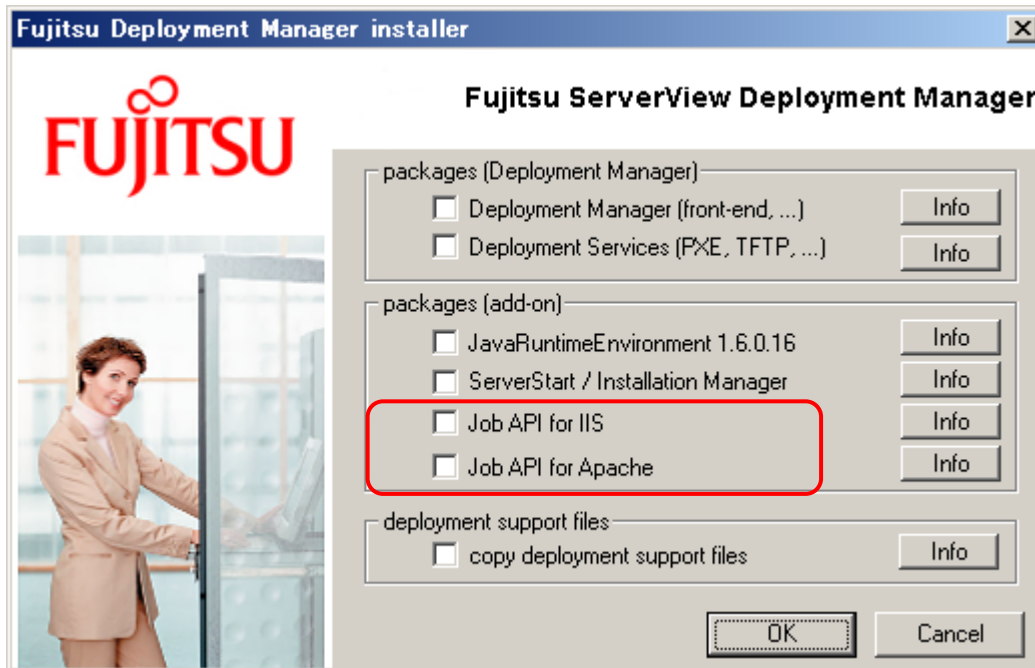 Fujitsu Deployment Manager installer
FUJITSU
Fujitsu ServerView Deployment Manager
packages (Deployment Manager)
Deployment Manager (front-end, ...) Info
Deployment Services (PXE, TFTP, ...) Info
packages (add-on)
JavaRuntimeEnvironment 1.6.0.16 Info
ServerStart / Installation Manager Info
Job API for IIS Info
Job API for Apache Info
deployment support files
copy deployment support files Info
OK Cancel